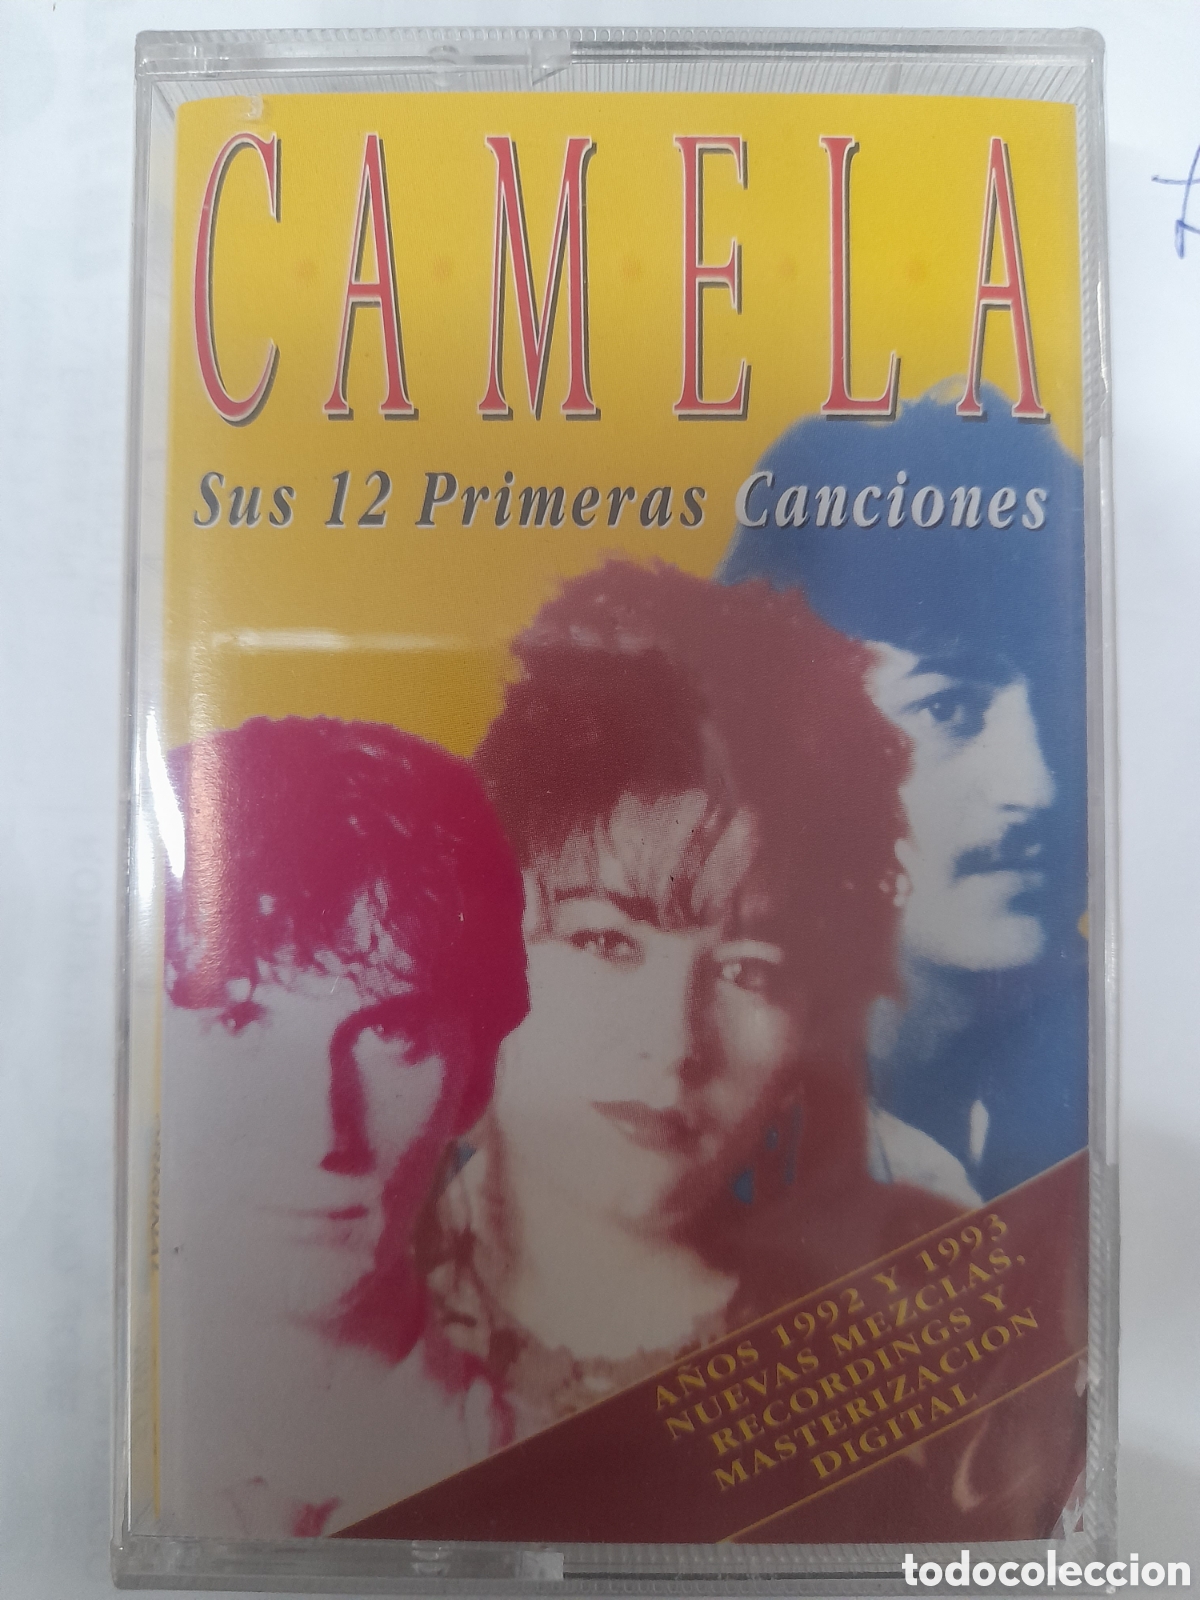 CAMELA
Sus 12 Primeras Canciones
AÑOS 1992 Y 1993
NUEVAS MEZCLAS,
RECORDINGS Y
MASTERIZACION
DIGITAL
todocoleccion